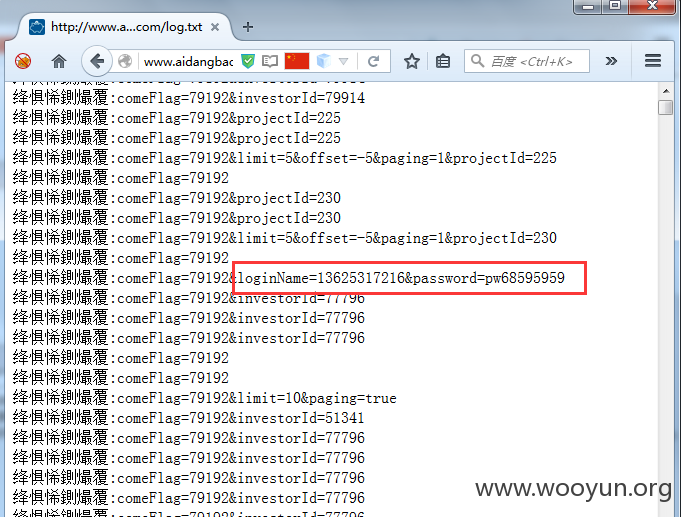 http://www.a...com/log.txt
www.aidangbac
百度 <Ctrl+K>
绛惧悕鍘熶覆:comeFlag=79192&investorId=79914
绛惧悕鍘熶覆:comeFlag=79192&projectId=225
绛惧悕鍘熶覆:comeFlag=79192&projectId=225
绛惧悕鍘熶覆:comeFlag=79192&limit=5&offset=-5&paging=1&projectId=225
绛惧悕鍘熶覆:comeFlag=79192
绛惧悕鍘熶覆:comeFlag=79192&projectId=230
绛惧悕鍘熶覆:comeFlag=79192&projectId=230
绛惧悕鍘熶覆:comeFlag=79192&limit=5&offset=-5&paging=1&projectId=230
绛惧悕鍘熶覆:comeFlag=79192
绛惧悕鍘熶覆:comeFlag=79192&loginName=13625317216&password=pw68595959
绛惧悕鍘熶覆:comeFlag=79192&investorId=77796
绛惧悕鍘熶覆:comeFlag=79192&investorId=77796
绛惧悕鍘熶覆:comeFlag=79192&investorId=77796
绛惧悕鍘熶覆:comeFlag=79192
绛惧悕鍘熶覆:comeFlag=79192
绛惧悕鍘熶覆:comeFlag=79192&limit=10&paging=true
绛惧悕鍘熶覆:comeFlag=79192&investorId=51341
绛惧悕鍘熶覆:comeFlag=79192&investorId=77796
绛惧悕鍘熶覆:comeFlag=79192&investorId=77796
绛惧悕鍘熶覆:comeFlag=79192&investorId=77796
绛惧悕鍘熶覆:comeFlag=79192&investorId=77796
绛惧悕鍘熶覆:comeFlag=79192&investorId=77796
www.wooyun.org